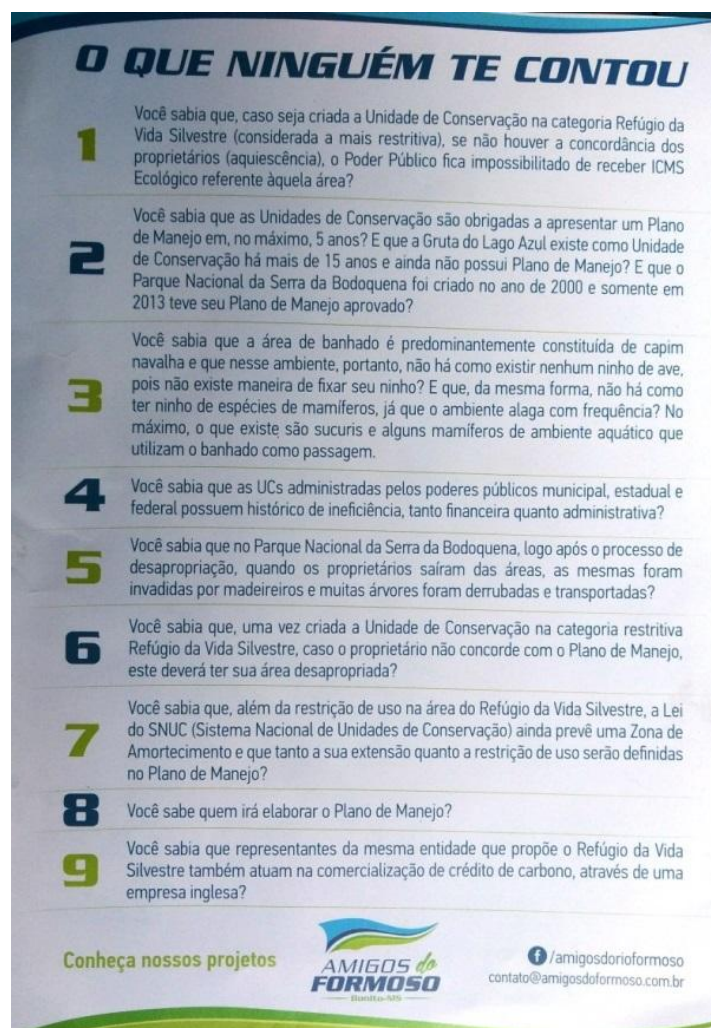 O QUE NINGUÉM TE CONTOU
1
Você sabia que, caso seja criada a Unidade de Conservação na categoria Refúgio da
Vida Silvestre (considerada a mais restritiva), se não houver a concordância dos
proprietários (aquiescência), o Poder Público fica impossibilitado de receber ICMS
Ecológico referente àquela área?
2
Você sabia que as Unidades de Conservação são obrigadas a apresentar um Plano
de Manejo em, no máximo, 5 anos? E que a Gruta do Lago Azul existe como Unidade
de Conservação há mais de 15 anos e ainda não possui Plano de Manejo? E que o
Parque Nacional da Serra da Bodoquena foi criado no ano de 2000 e somente em
2013 teve seu Plano de Manejo aprovado?
3
Você sabia que a área de banhado é predominantemente constituída de capim
navalha e que nesse ambiente, portanto, não há como existir nenhum ninho de ave,
pois não existe maneira de fixar seu ninho? E que, da mesma forma, não há como
ter ninho de espécies de mamíferos, já que o ambiente alaga com frequência? No
máximo, o que existe são sucuris e alguns mamíferos de ambiente aquático que
utilizam o banhado como passagem.
4
Você sabia que as UCs administradas pelos poderes públicos municipal, estadual e
federal possuem histórico de ineficiência, tanto financeira quanto administrativa?
5
Você sabia que no Parque Nacional da Serra da Bodoquena, logo após o processo de
desapropriação, quando os proprietários saíram das áreas, as mesmas foram
invadidas por madeireiros e muitas árvores foram derrubadas e transportadas?
6
Você sabia que, uma vez criada a Unidade de Conservação na categoria restritiva
Refúgio da Vida Silvestre, caso o proprietário não concorde com o Plano de Manejo,
este deverá ter sua área desapropriada?
7
Você sabia que, além da restrição de uso na área do Refúgio da Vida Silvestre, a Lei
do SNUC (Sistema Nacional de Unidades de Conservação) ainda prevê uma Zona de
Amortecimento e que tanto a sua extensão quanto a restrição de uso serão definidas
no Plano de Manejo?
8
Você sabe quem irá elaborar o Plano de Manejo?
9
Você sabia que representantes da mesma entidade que propõe o Refúgio da Vida
Silvestre também atuam na comercialização de crédito de carbono, através de uma
empresa inglesa?
Conheça nossos projetos
AMIGOS do
FORMOSO
Bonito-MS
f /amigosdorioformoso
contato@amigosdoformoso.com.br